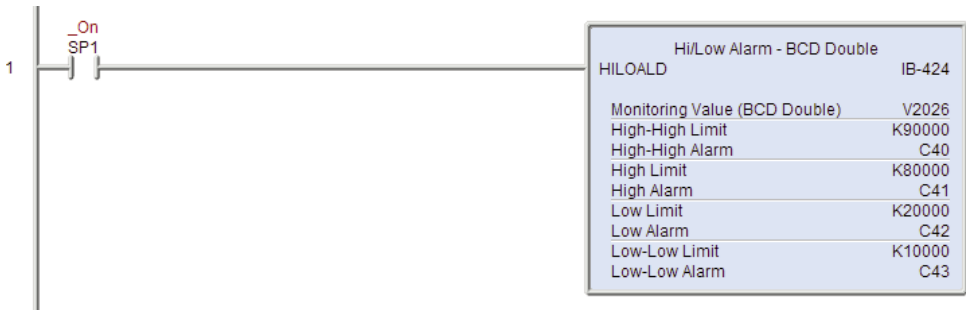 _On
SP1
1
Hi/Low Alarm - BCD Double
HILOALD IB-424
Monitoring Value (BCD Double) V2026
High-High Limit K90000
High-High Alarm C40
High Limit K80000
High Alarm C41
Low Limit K20000
Low Alarm C42
Low-Low Limit K10000
Low-Low Alarm C43